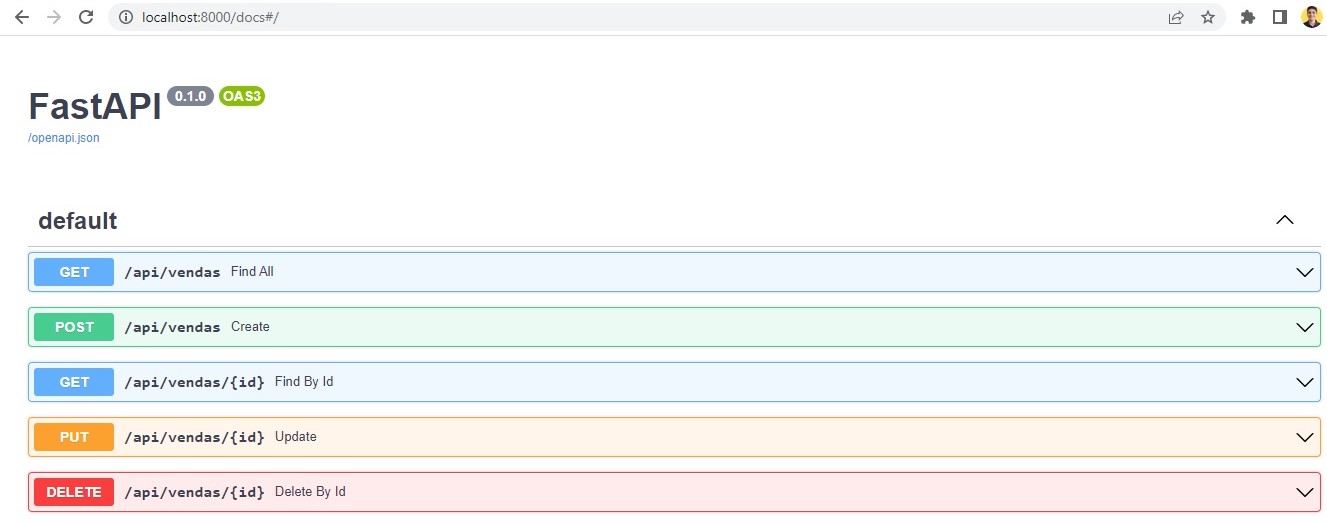 localhost:8000/docs#/
FastAPI 0.1.0 OAS3
/openapi.json
default
GET /api/vendas Find All
POST /api/vendas Create
GET /api/vendas/{id} Find By Id
PUT /api/vendas/{id} Update
DELETE /api/vendas/{id} Delete By Id